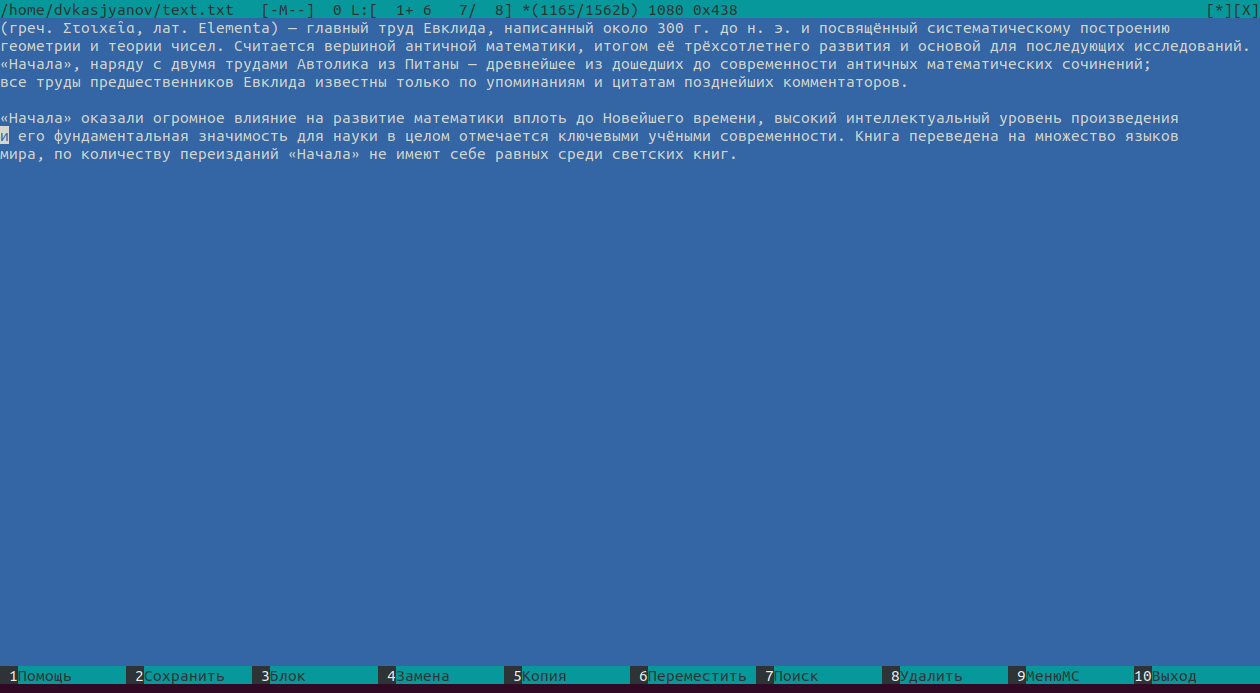 /home/dvkasjyanov/text.txt [-M--] 0 L:[ 1+ 6 7/ 8] *(1165/1562b) 1080 0x438 [*][X]
(греч. Στοιχεῖα, лат. Elementa) — главный труд Евклида, написанный около 300 г. до н. э. и посвящённый систематическому построению
геометрии и теории чисел. Считается вершиной античной математики, итогом её трёхсотлетнего развития и основой для последующих исследований.
«Начала», наряду с двумя трудами Автолика из Питаны — древнейшее из дошедших до современности античных математических сочинений;
все труды предшественников Евклида известны только по упоминаниям и цитатам позднейших комментаторов.
«Начала» оказали огромное влияние на развитие математики вплоть до Новейшего времени, высокий интеллектуальный уровень произведения
и его фундаментальная значимость для науки в целом отмечается ключевыми учёными современности. Книга переведена на множество языков
мира, по количеству переизданий «Начала» не имеют себе равных среди светских книг.
1Помощь 2Сохранить 3Блок 4Замена 5Копия 6Переместить 7Поиск 8Удалить 9МенюMC 10Выход